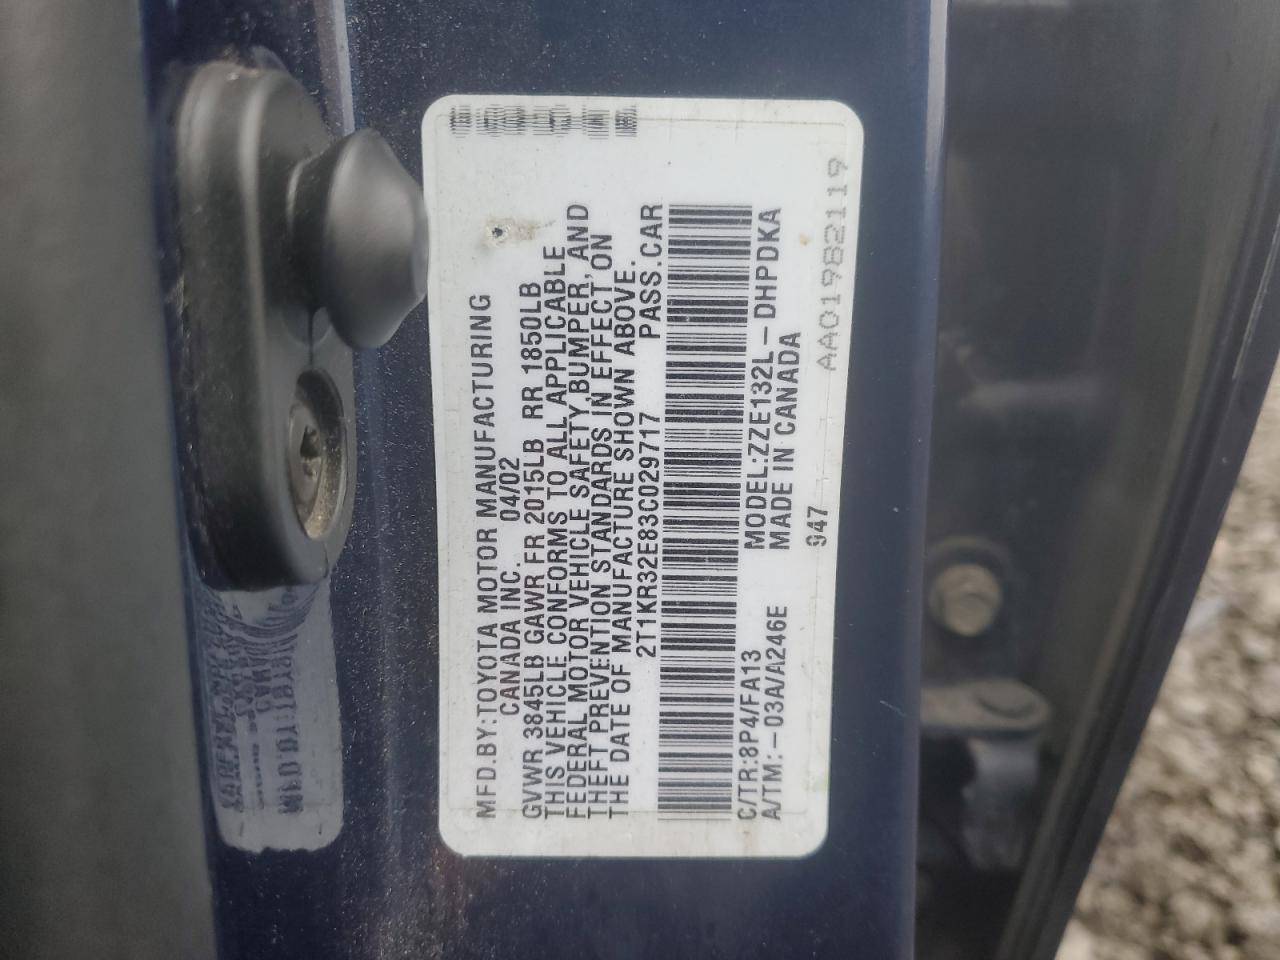 MFD.BY:TOYOTA MOTOR MANUFACTURING
CANADA INC. 04/02
GVWR 3845LB GAWR FR 2015LB RR 1850LB
THIS VEHICLE CONFORMS TO ALL APPLICABLE
FEDERAL MOTOR VEHICLE SAFETY,BUMPER,AND
THEFT PREVENTION STANDARDS IN EFFECT ON
THE DATE OF MANUFACTURE SHOWN ABOVE.
2T1KR32E83C029717 PASS.CAR
C/TR:8P4/FA13 MODEL:ZZE132L-DHPDKA
A/TM:-03A/A246E MADE IN CANADA
947 AA01982119